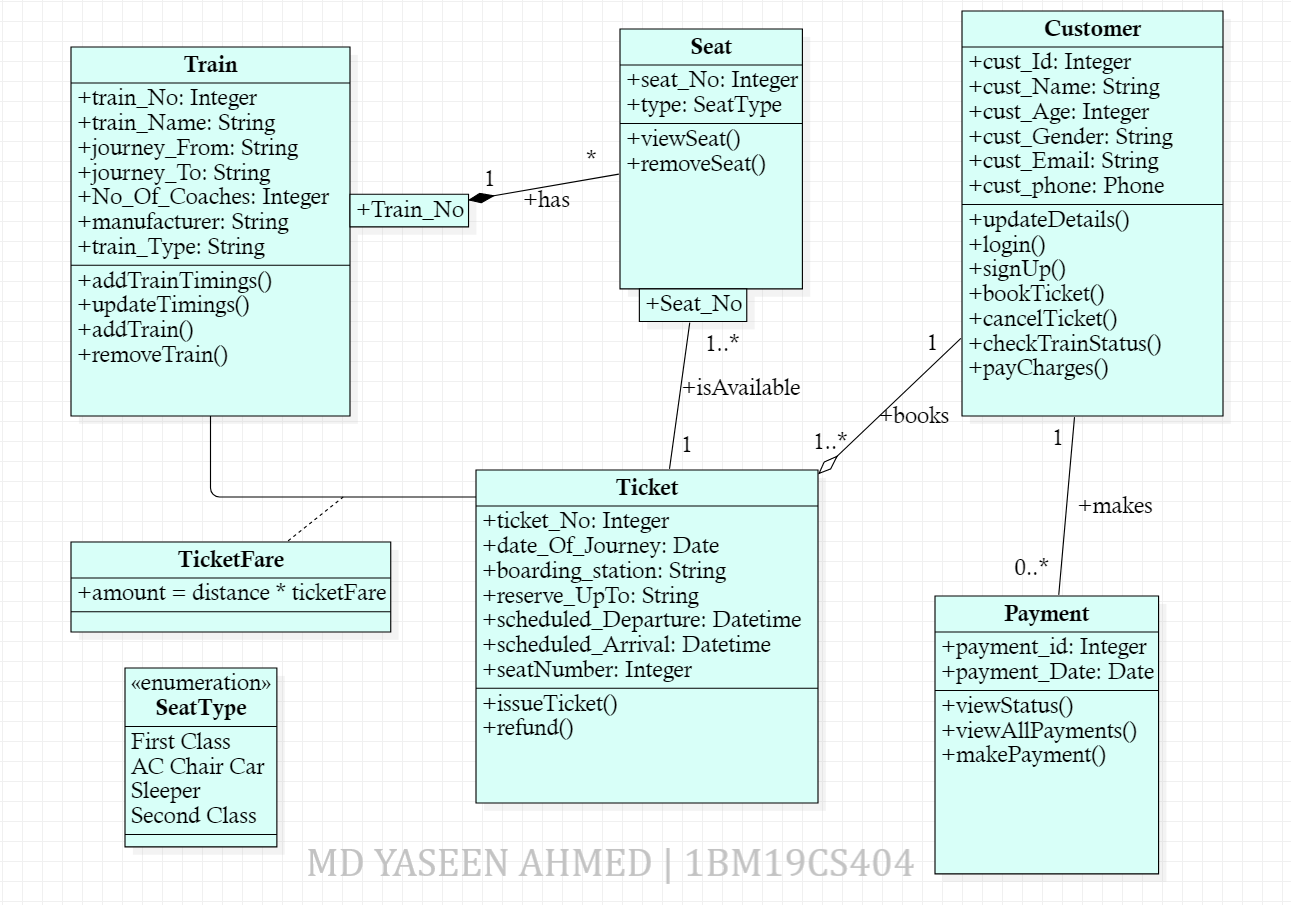 Train
+train_No: Integer
+train_Name: String
+journey_From: String
+journey_To: String
+No_Of_Coaches: Integer
+manufacturer: String
+train_Type: String
+addTrainTimings()
+updateTimings()
+addTrain()
+removeTrain()
+Train_No
1
+has
*
Seat
+seat_No: Integer
+type: SeatType
+viewSeat()
+removeSeat()
+Seat_No
1..*
+isAvailable
1
Customer
+cust_Id: Integer
+cust_Name: String
+cust_Age: Integer
+cust_Gender: String
+cust_Email: String
+cust_phone: Phone
+updateDetails()
+login()
+signUp()
+bookTicket()
+cancelTicket()
+checkTrainStatus()
+payCharges()
1
+books
1..*
1
+makes
0..*
Ticket
+ticket_No: Integer
+date_Of_Journey: Date
+boarding_station: String
+reserve_UpTo: String
+scheduled_Departure: Datetime
+scheduled_Arrival: Datetime
+seatNumber: Integer
+issueTicket()
+refund()
TicketFare
+amount = distance * ticketFare
«enumeration»
SeatType
First Class
AC Chair Car
Sleeper
Second Class
Payment
+payment_id: Integer
+payment_Date: Date
+viewStatus()
+viewAllPayments()
+makePayment()
MD YASEEN AHMED | 1BM19CS404